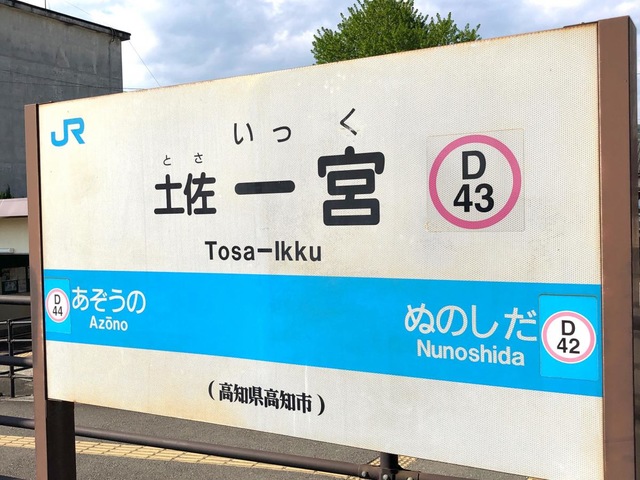 JR
いっく
とさ
土佐一宮
D
43
Tosa-Ikku
D
44
あぞうの
Azōno
ぬのしだ
Nunoshida
D
42
(高知県高知市)